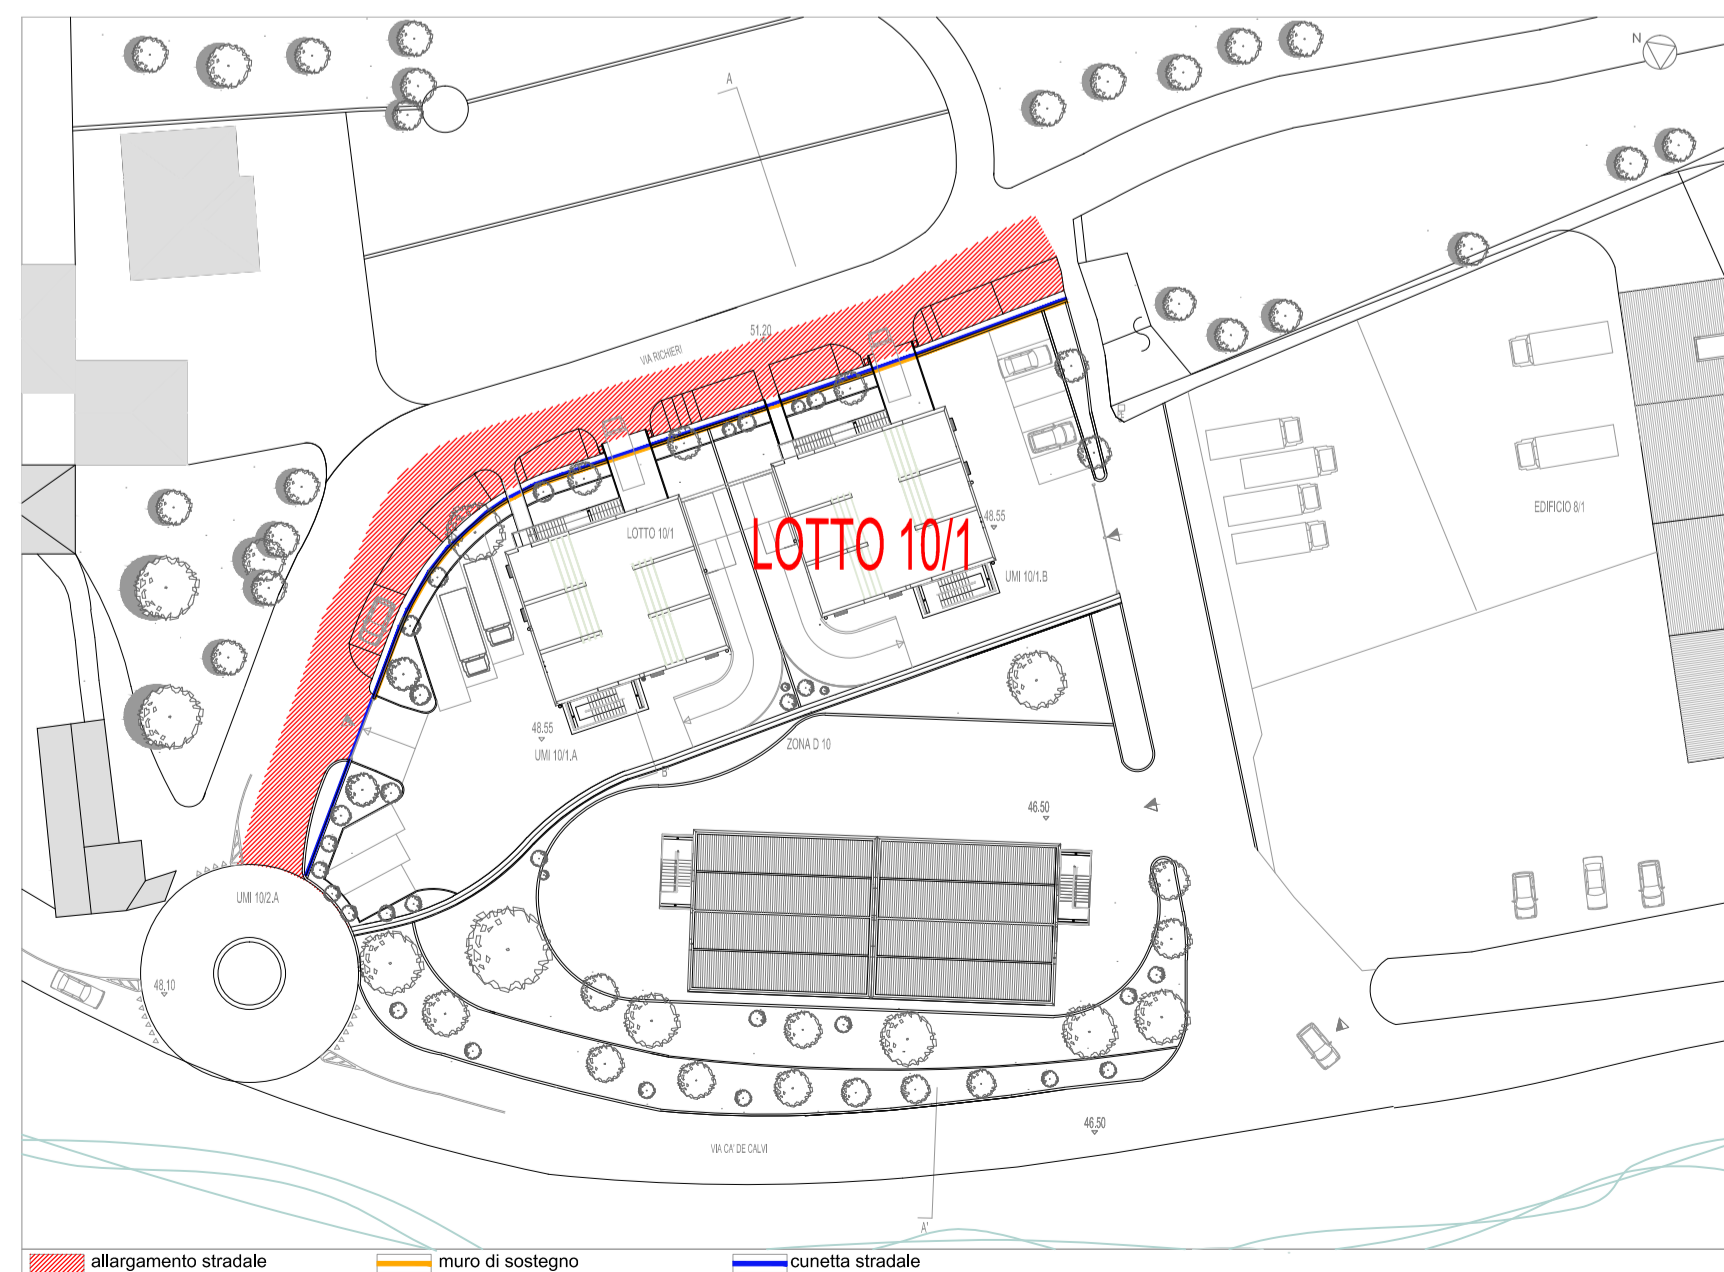 N
A
51.20
VIA RICHIERI
LOTTO 10/1
LOTTO 10/1
48.55
EDIFICIO 8/1
UMI 10/1.B
48.55
UMI 10/1.A
ZONA D 10
B
46.50
UMI 10/2.A
48.10
46.50
VIA CA' DE CALVI
A'
allargamento stradale
muro di sostegno
cunetta stradale